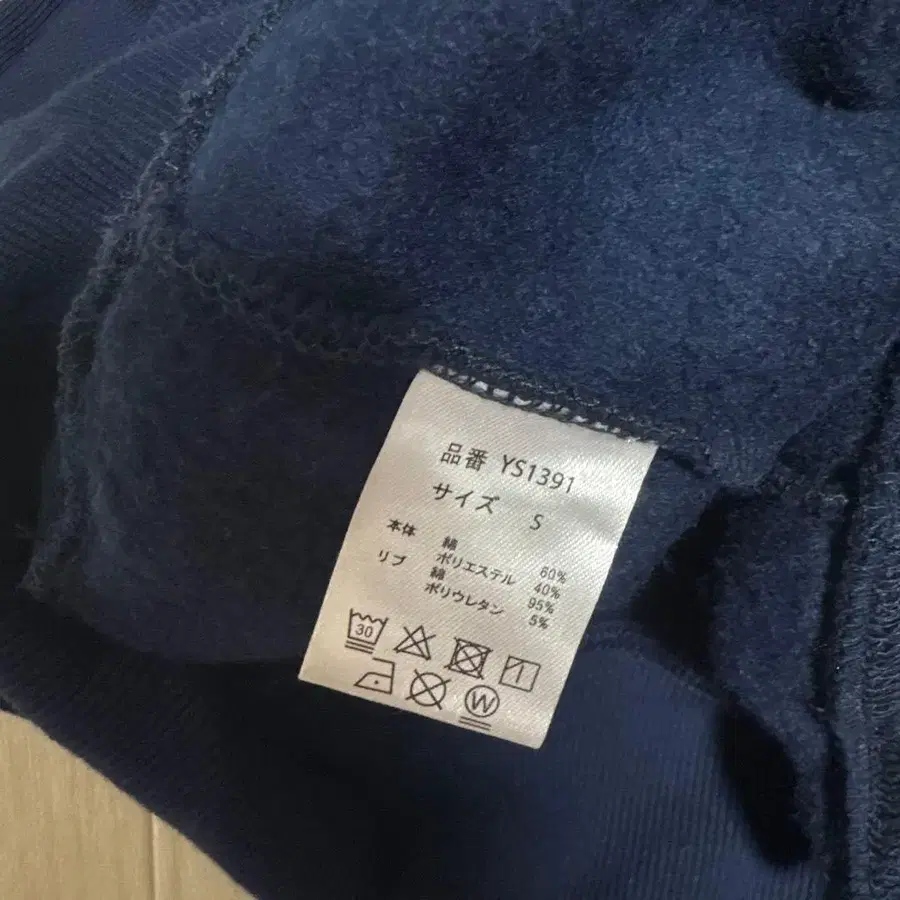 品番 YS1391
サイズ S
本体 綿 60%
ポリエステル 40%
リブ 綿 95%
ポリウレタン 5%
30
W